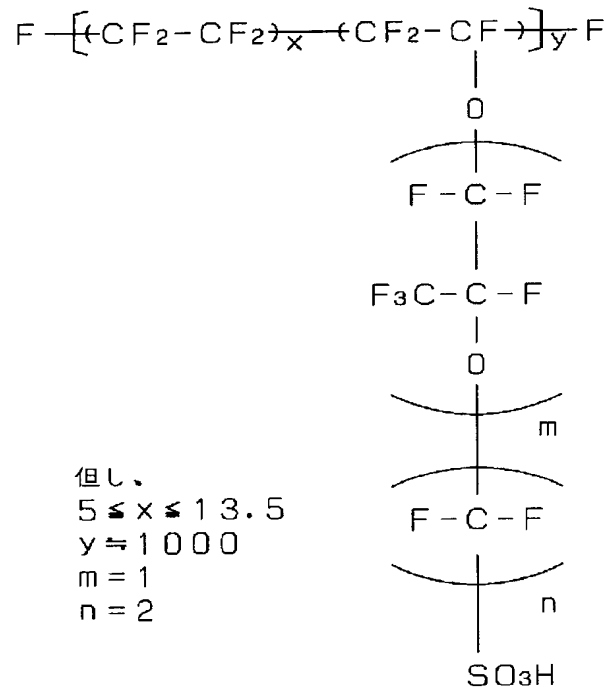 F-[(CF2-CF2)x-(CF2-CF)]y-F
O
F-C-F
F3C-C-F
O
m
F-C-F
n
SO3H
但し、
5≦x≦13.5
y≒1000
m=1
n=2